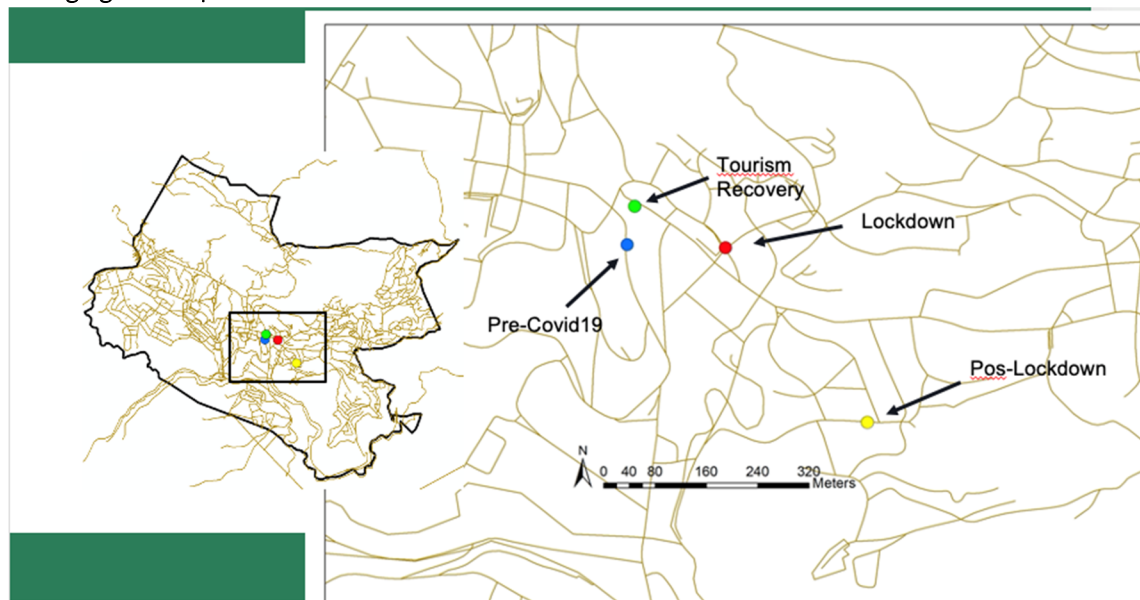 Tourism
Recovery
Lockdown
Pre-Covid19
Pos-Lockdown
N
0 40 80 160 240 320
Meters